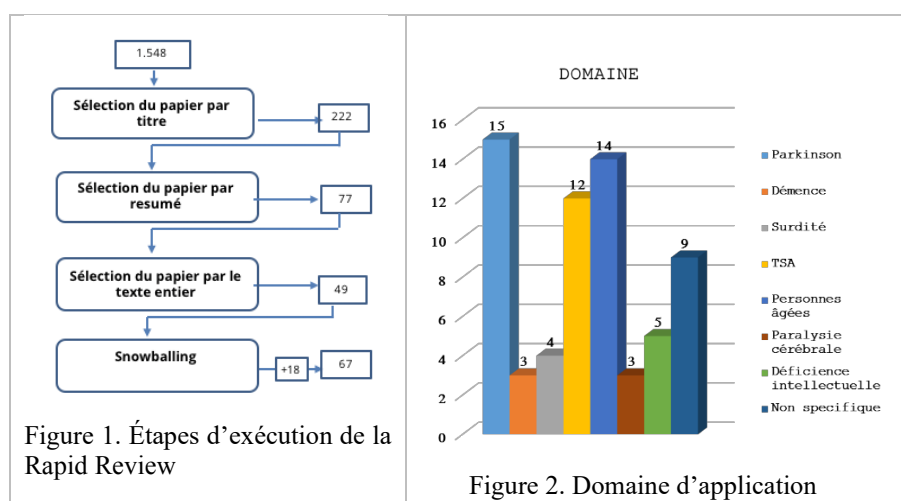 1.548
Sélection du papier par
titre
222
Sélection du papier par
resumé
77
Sélection du papier par le
texte entier
49
Snowballing
+18
67
Figure 1. Étapes d’exécution de la
Rapid Review
DOMAINE
16
14
12
10
8
6
4
2
0
15
3
4
12
14
3
5
9
Parkinson
Démence
Surdité
TSA
Personnes
âgées
Paralysie
cérébrale
Déficience
intellectuelle
Non specifique
Figure 2. Domaine d’application